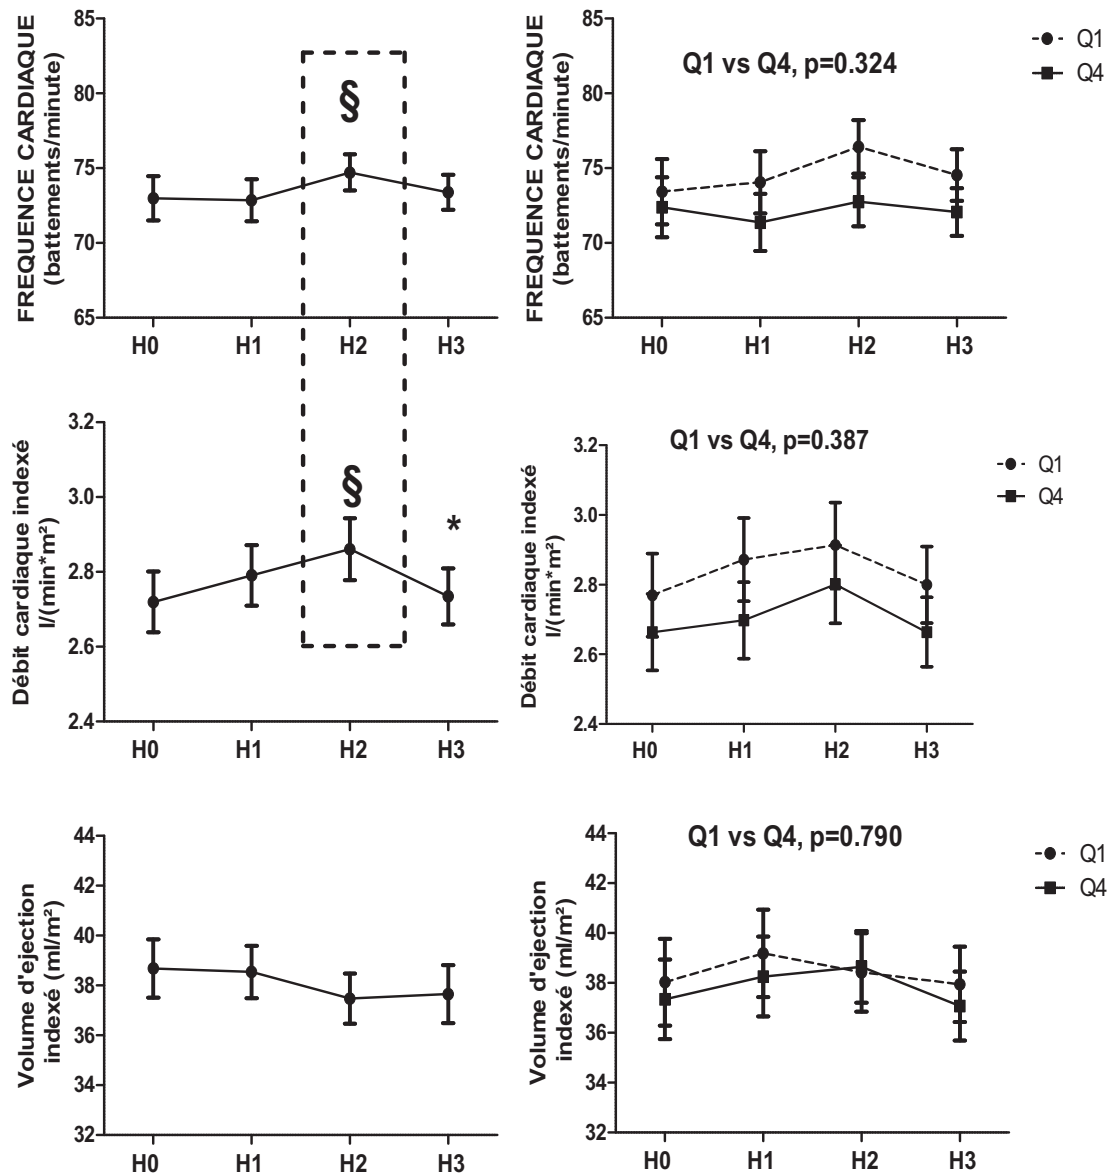 FREQUENCE CARDIAQUE
(battements/minute)
85
80
75
70
65
§
H0 H1 H2 H3
FREQUENCE CARDIAQUE
(battements/minute)
85
80
75
70
65
Q1 vs Q4, p=0.324
Q1
Q4
H0 H1 H2 H3
Débit cardiaque indexé
l/(min*m²)
3.2
3.0
2.8
2.6
2.4
§
*
H0 H1 H2 H3
Débit cardiaque indexé
l/(min*m²)
3.2
3.0
2.8
2.6
2.4
Q1 vs Q4, p=0.387
Q1
Q4
H0 H1 H2 H3
Volume d'ejection
indexé (ml/m²)
44
42
40
38
36
34
32
H0 H1 H2 H3
Volume d'ejection
indexé (ml/m²)
44
42
40
38
36
34
32
Q1 vs Q4, p=0.790
Q1
Q4
H0 H1 H2 H3